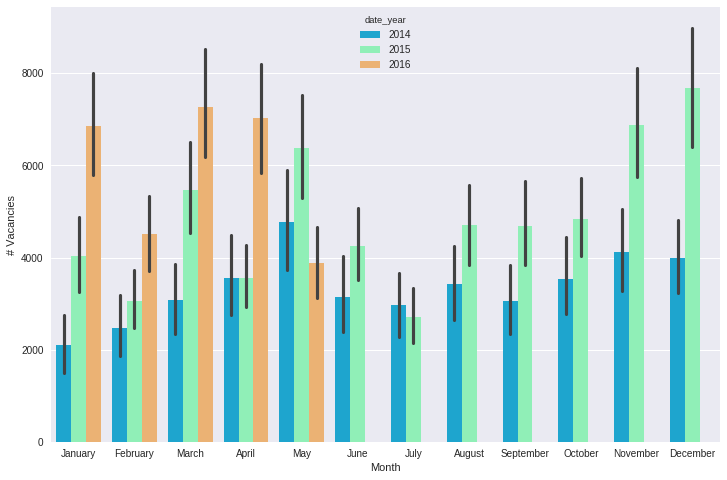 date_year
2014
2015
2016
# Vacancies
8000
6000
4000
2000
0
January February March April May June July August September October November December
Month